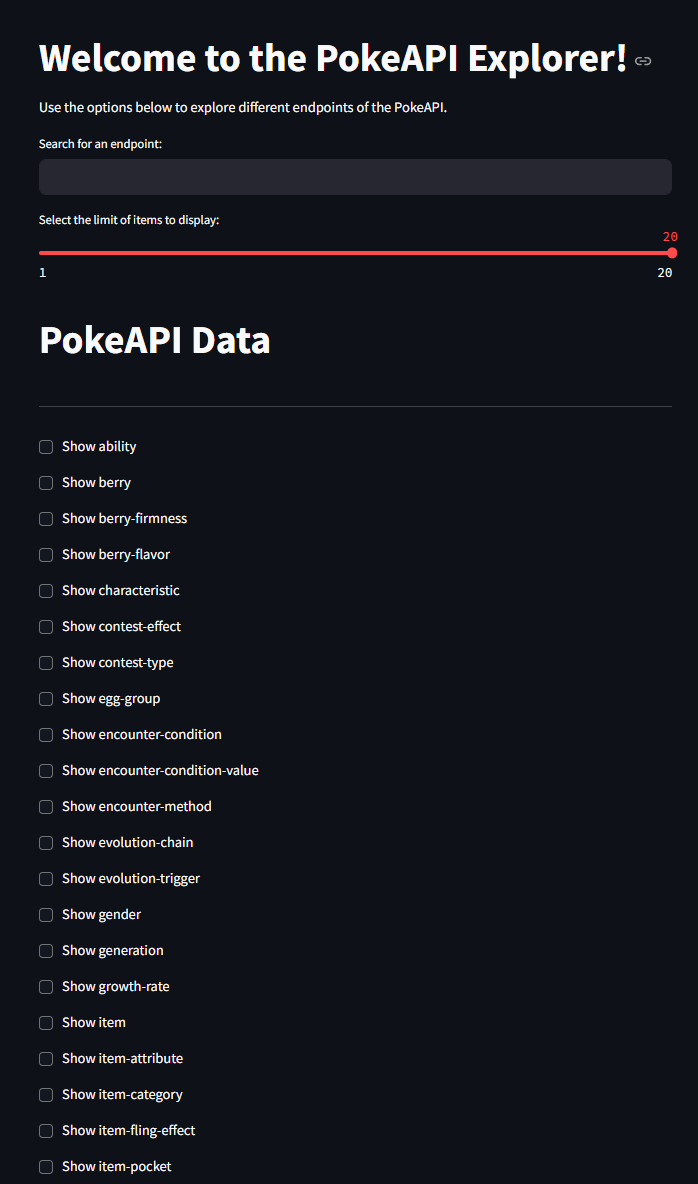 Welcome to the PokeAPI Explorer!
Use the options below to explore different endpoints of the PokeAPI.
Search for an endpoint:
Select the limit of items to display:
20
1 20
PokeAPI Data
Show ability
Show berry
Show berry-firmness
Show berry-flavor
Show characteristic
Show contest-effect
Show contest-type
Show egg-group
Show encounter-condition
Show encounter-condition-value
Show encounter-method
Show evolution-chain
Show evolution-trigger
Show gender
Show generation
Show growth-rate
Show item
Show item-attribute
Show item-category
Show item-fling-effect
Show item-pocket